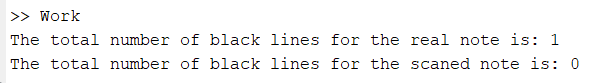 >> Work
The total number of black lines for the real note is: 1
The total number of black lines for the scaned note is: 0